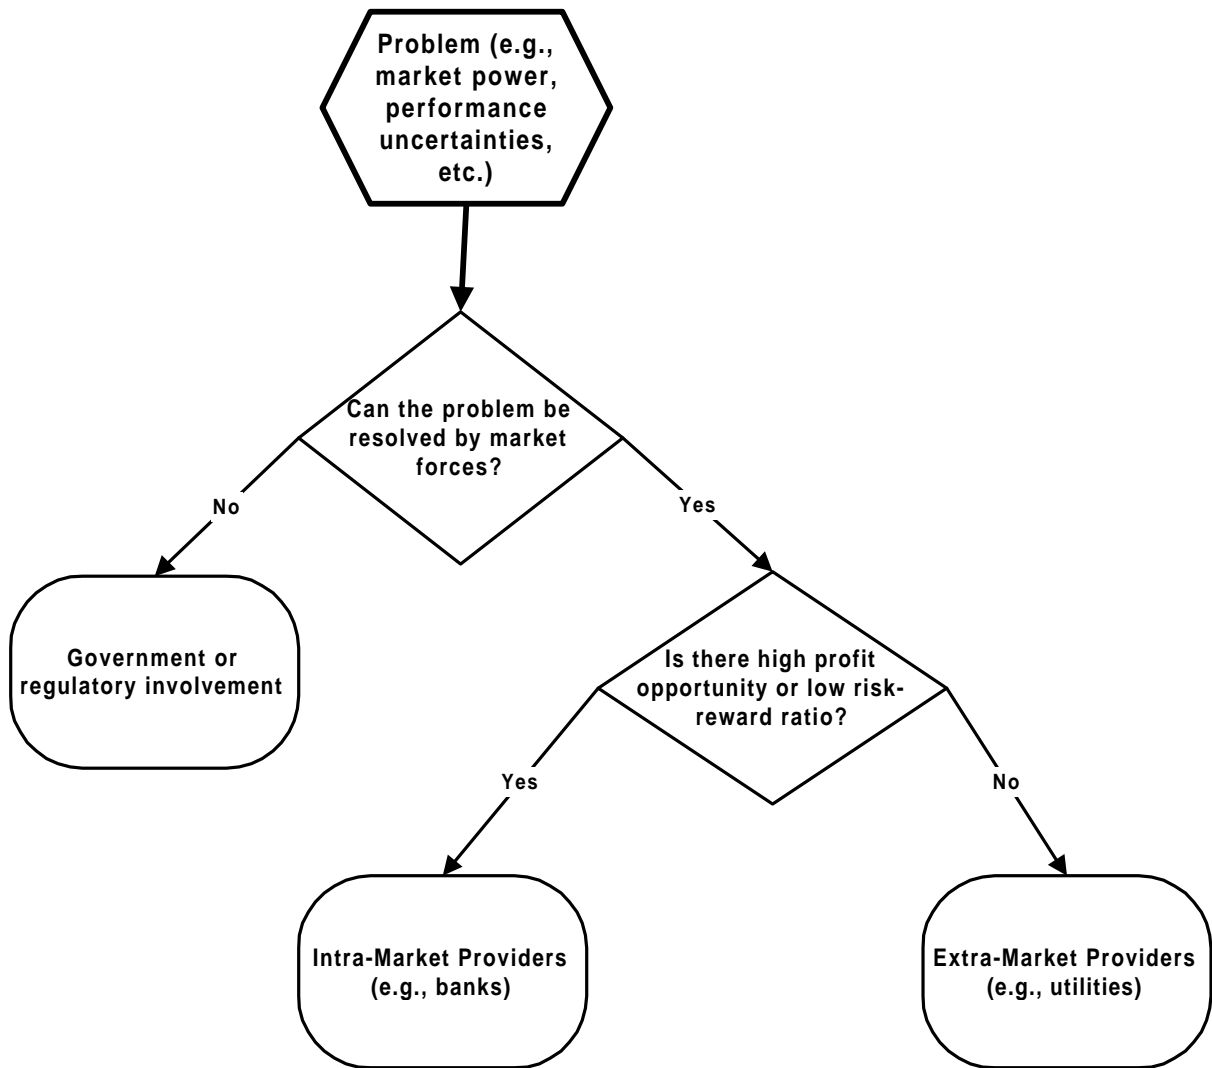 Problem (e.g.,
market power,
performance
uncertainties,
etc.)
Can the problem be
resolved by market
forces?
No
Yes
Government or
regulatory involvement
Is there high profit
opportunity or low risk-
reward ratio?
Yes
No
Intra-Market Providers
(e.g., banks)
Extra-Market Providers
(e.g., utilities)